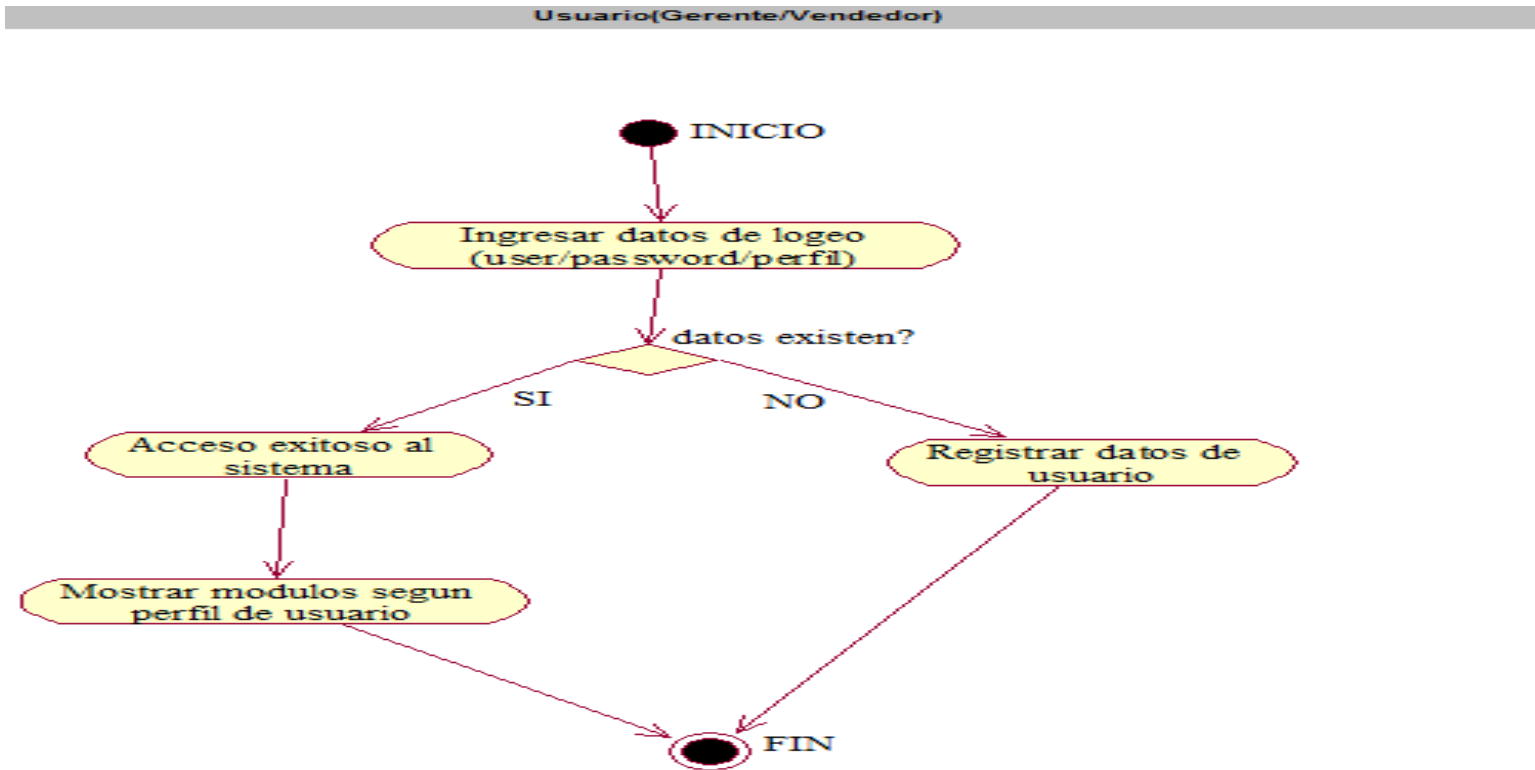 Usuario(Gerente/Vendedor)
INICIO
Ingresar datos de logeo
(user/password/perfil)
datos existen?
SI
NO
Acceso exitoso al
sistema
Registrar datos de
usuario
Mostrar modulos segun
perfil de usuario
FIN